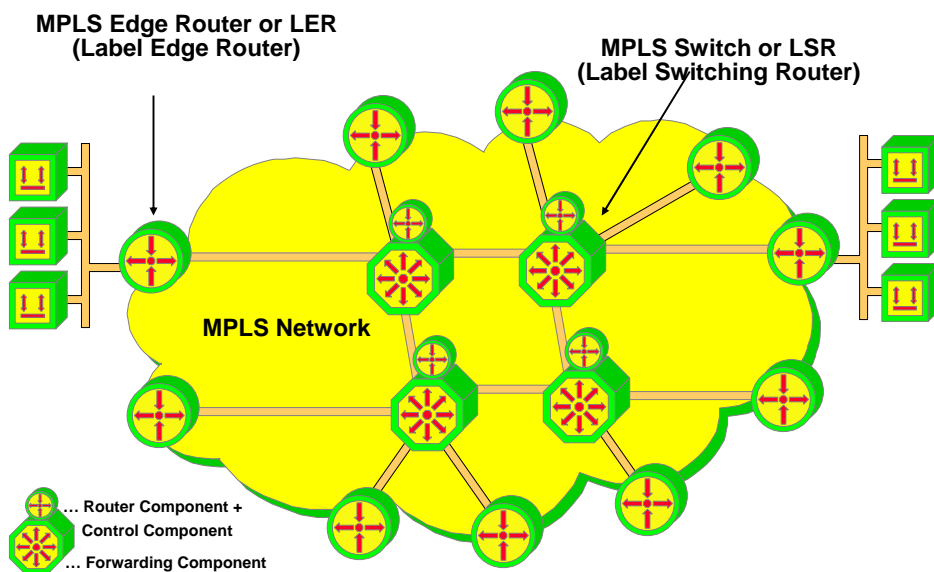 MPLS Edge Router or LER
(Label Edge Router)
MPLS Switch or LSR
(Label Switching Router)
MPLS Network
... Router Component +
Control Component
... Forwarding Component